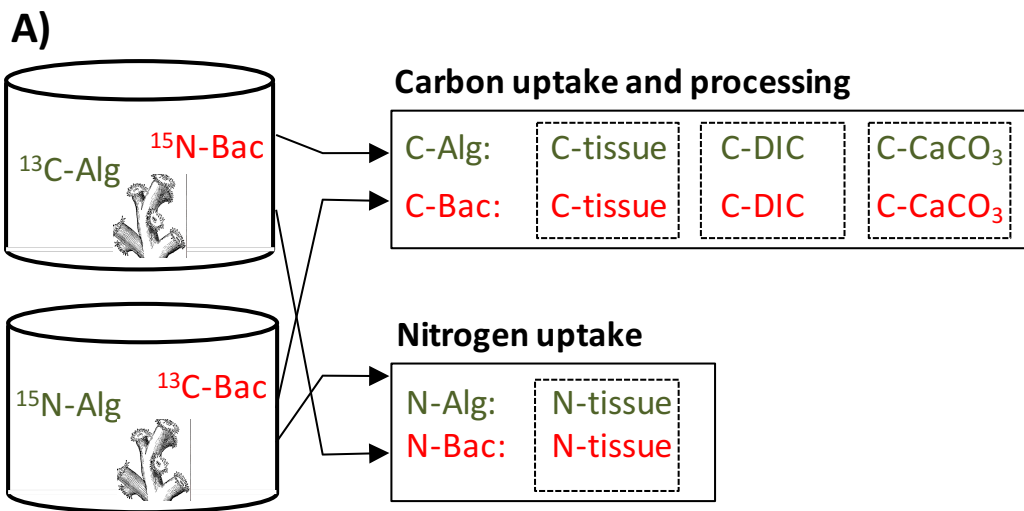 A)
¹³C-Alg
¹⁵N-Bac
¹⁵N-Alg
¹³C-Bac
Carbon uptake and processing
C-Alg: C-tissue C-DIC C-CaCO₃
C-Bac: C-tissue C-DIC C-CaCO₃
Nitrogen uptake
N-Alg: N-tissue
N-Bac: N-tissue